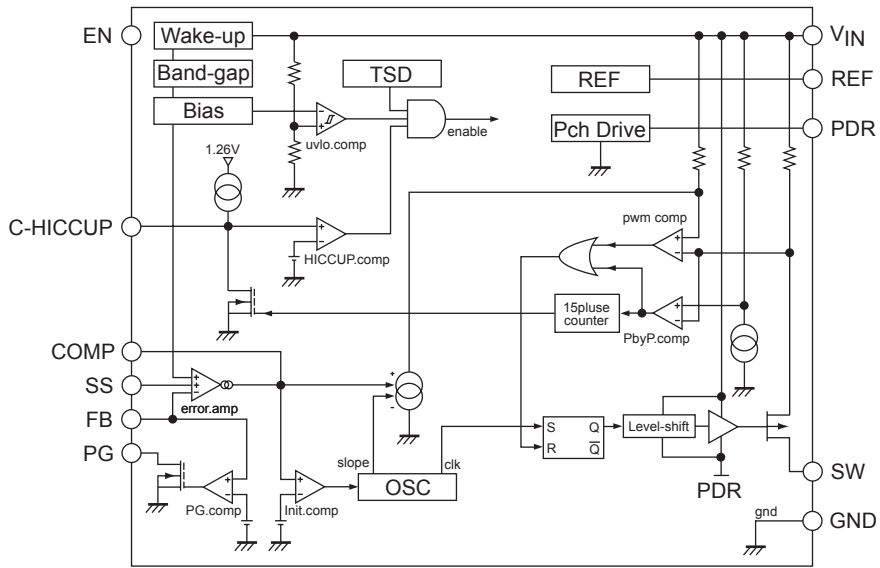 EN
Wake-up
VIN
Band-gap
TSD
REF
REF
Bias
Pch Drive
PDR
enable
uvlo.comp
1.26V
C-HICCUP
HICCUP.comp
pwm comp
15pluse
counter
PbyP.comp
COMP
SS
error.amp
FB
PG
S
Q
R
Q
Level-shift
slope
clk
OSC
PG.comp
Init.comp
PDR
SW
gnd
GND
+
-